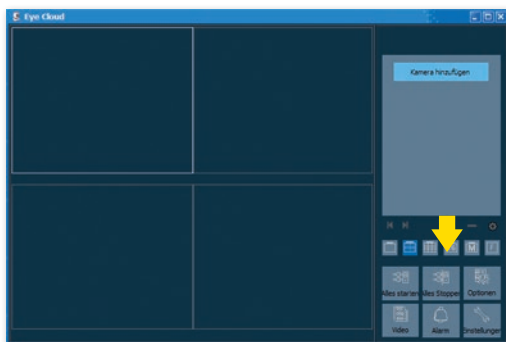 Eye Cloud
Kamera hinzufügen
Alles starten Alles Stoppen Optionen
Video Alarm Einstellungen